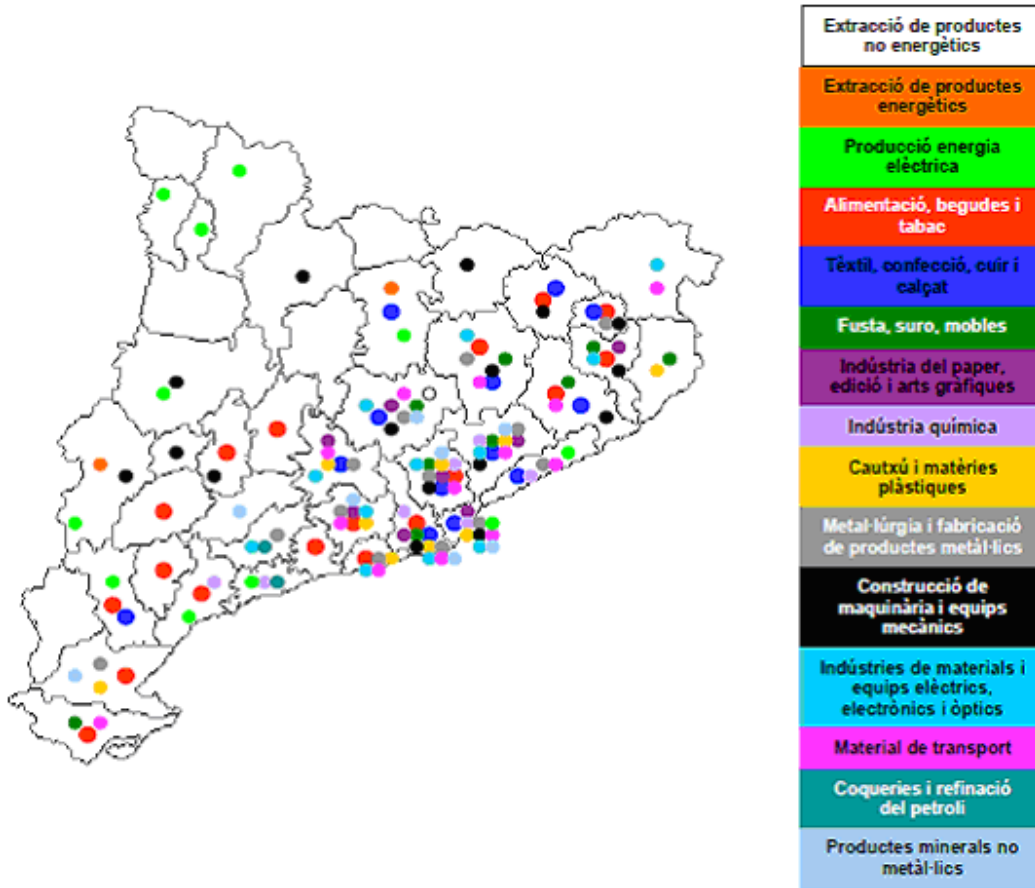 Extracció de productes
no energètics
Extracció de productes
energètics
Producció energia
elèctrica
Alimentació, begudes i
tabac
Tèxtil, confecció, cuir i
calçat
Fusta, suro, mobles
Indústria del paper,
edició i arts gràfiques
Indústria química
Cautxú i matèries
plàstiques
Metal·lúrgia i fabricació
de productes metàl·lics
Construcció de
maquinària i equips
mecànics
Indústries de materials i
equips elèctrics,
electrònics i òptics
Material de transport
Coqueries i refinació
del petroli
Productes minerals no
metàl·lics